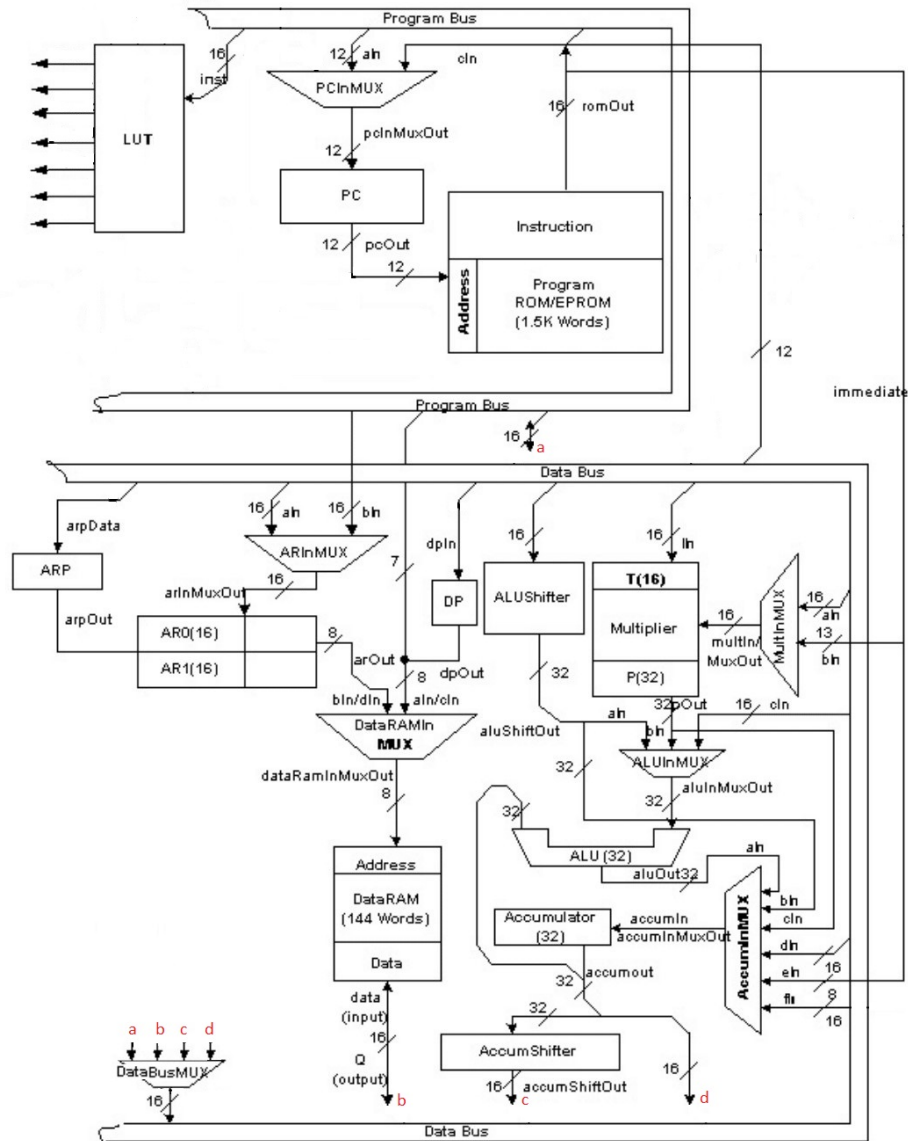 Program Bus
16
inst
LUT
12
aIn
cIn
PCInMUX
pcInMuxOut
12
PC
12
pcOut
12
16
romOut
Instruction
Address
Program
ROM/EPROM
(1.5K Words)
12
immediate
Program Bus
16
a
Data Bus
arpData
ARP
arpOut
16
aIn
16
bIn
ARInMUX
16
arInMuxOut
AR0(16)
AR1(16)
8
arOut
7
dpIn
DP
dpOut
8
bIn/dIn
aIn/cIn
DataRAMIn
MUX
dataRamInMuxOut
8
Address
DataRAM
(144 Words)
Data
data
(input)
16
Q
(output)
b
16
ALUShifter
32
aluShiftOut
16
lIn
T(16)
Multiplier
P(32)
16
multIn/
MuxOut
MultInMUX
16
aIn
13
bIn
32
pOut
aIn
bIn
16
cIn
ALUInMUX
32
32
aluInMuxOut
32
ALU (32)
aluOut
32
aIn
bIn
cIn
dIn
16
eIn
8
fIn
16
AccumInMUX
accumIn
accumInMuxOut
Accumulator
(32)
32
accumout
32
AccumShifter
16
accumShiftOut
c
16
d
a b c d
DataBusMUX
16
Data Bus